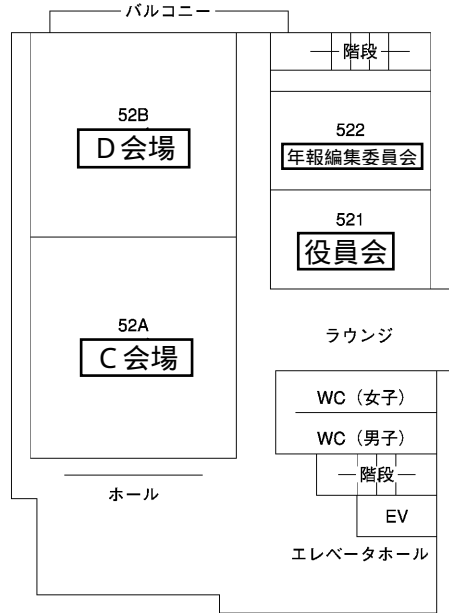 バルコニー
階段
52B
D会場
522
年報編集委員会
521
役員会
52A
C会場
ラウンジ
WC（女子）
WC（男子）
階段
ホール
EV
エレベータホール